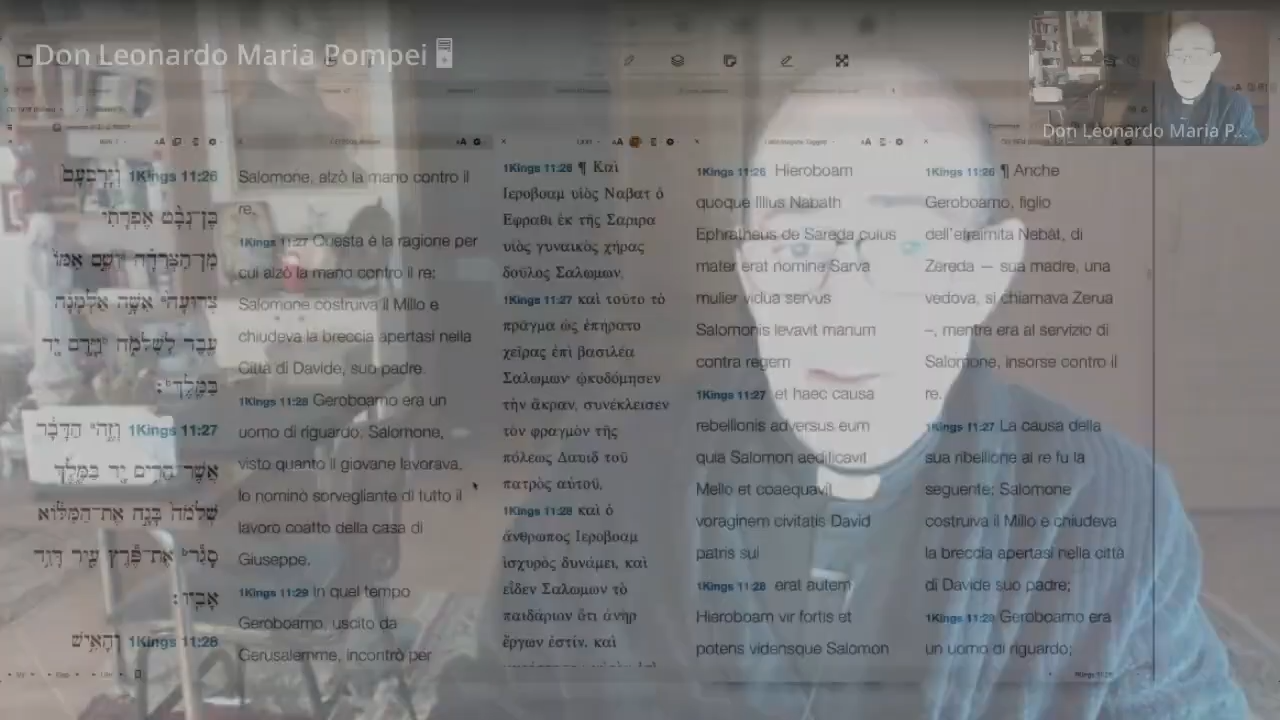 Don Leonardo Maria Pompei
Don Leonardo Maria P...
1Kings 11:26 וְיָרׇבְעָם֩
בֶּן־נְבָ֨ט אֶפְרָתִ֜י
מִן־הַצְּרֵדָ֗ה וְשֵׁ֤ם אִמּוֹ֙
צְרוּעָה֙ אִשָּׁ֣ה אַלְמָנָ֔ה
עֶ֖בֶד לִשְׁלֹמֹ֑ה וַיָּ֥רֶם יָ֖ד
בַּמֶּֽלֶךְ׃
1Kings 11:27 וְזֶ֣ה הַדָּבָ֔ר
אֲשֶׁר־הֵרִ֥ים יָ֖ד בַּמֶּ֑לֶךְ
שְׁלֹמֹה֙ בָּנָ֣ה אֶת־הַמִּלּ֔וֹא
סָגַ֕ר אֶת־פֶּ֕רֶץ עִ֖יר דָּוִ֥ד
אָבִֽיו׃
1Kings 11:28 וְהָאִ֥ישׁ
Salomone, alzò la mano contro il
re.
1Kings 11:27 Questa è la ragione per
cui alzò la mano contro il re:
Salomone costruiva il Millo e
chiudeva la breccia apertasi nella
Città di Davide, suo padre.
1Kings 11:28 Geroboamo era un
uomo di riguardo; Salomone,
visto quanto il giovane lavorava,
lo nominò sorvegliante di tutto il
lavoro coatto della casa di
Giuseppe.
1Kings 11:29 In quel tempo
Geroboamo, uscito da
Gerusalemme, incontrò per
1Kings 11:26 ¶ Καὶ
Ιεροβοαμ υἱὸς Ναβατ ὁ
Εφραθι ἐκ τῆς Σαριρα
υἱὸς γυναικὸς χήρας
δοῦλος Σαλωμων,
1Kings 11:27 καὶ τοῦτο τὸ
πρᾶγμα ὡς ἐπήρατο
χεῖρας ἐπὶ βασιλέα
Σαλωμων· ᾠκοδόμησεν
τὴν ἄκραν, συνέκλεισεν
τὸν φραγμὸν τῆς
πόλεως Δαυιδ τοῦ
πατρὸς αὐτοῦ,
1Kings 11:28 καὶ ὁ
ἄνθρωπος Ιεροβοαμ
ἰσχυρὸς δυνάμει, καὶ
εἶδεν Σαλωμων τὸ
παιδάριον ὅτι ἀνὴρ
ἔργων ἐστίν, καὶ
1Kings 11:26 Hieroboam
quoque filius Nabath
Ephratheus de Sareda cuius
mater erat nomine Sarva
mulier vidua servus
Salomonis levavit manum
contra regem
1Kings 11:27 et haec causa
rebellionis adversus eum
quia Salomon aedificavit
Mello et coaequavit
voraginem civitatis David
patris sui
1Kings 11:28 erat autem
Hieroboam vir fortis et
potens vidensque Salomon
1Kings 11:26 ¶ Anche
Geroboamo, figlio
dell'efraimita Nebàt, di
Zereda — sua madre, una
vedova, si chiamava Zerua
–, mentre era al servizio di
Salomone, insorse contro il
re.
1Kings 11:27 La causa della
sua ribellione al re fu la
seguente: Salomone
costruiva il Millo e chiudeva
la breccia apertasi nella città
di Davide suo padre;
1Kings 11:28 Geroboamo era
un uomo di riguardo;